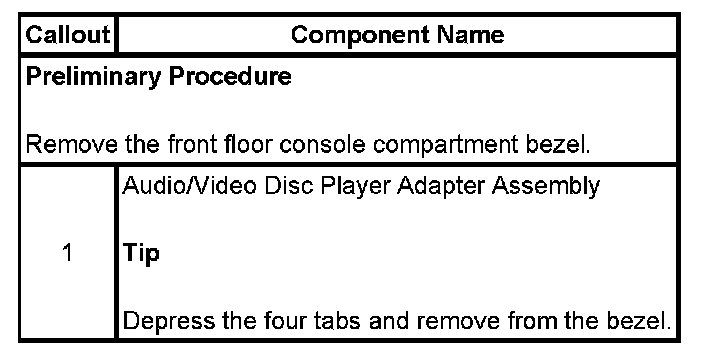 Callout Component Name
Preliminary Procedure
Remove the front floor console compartment bezel.
Audio/Video Disc Player Adapter Assembly
1 Tip
Depress the four tabs and remove from the bezel.